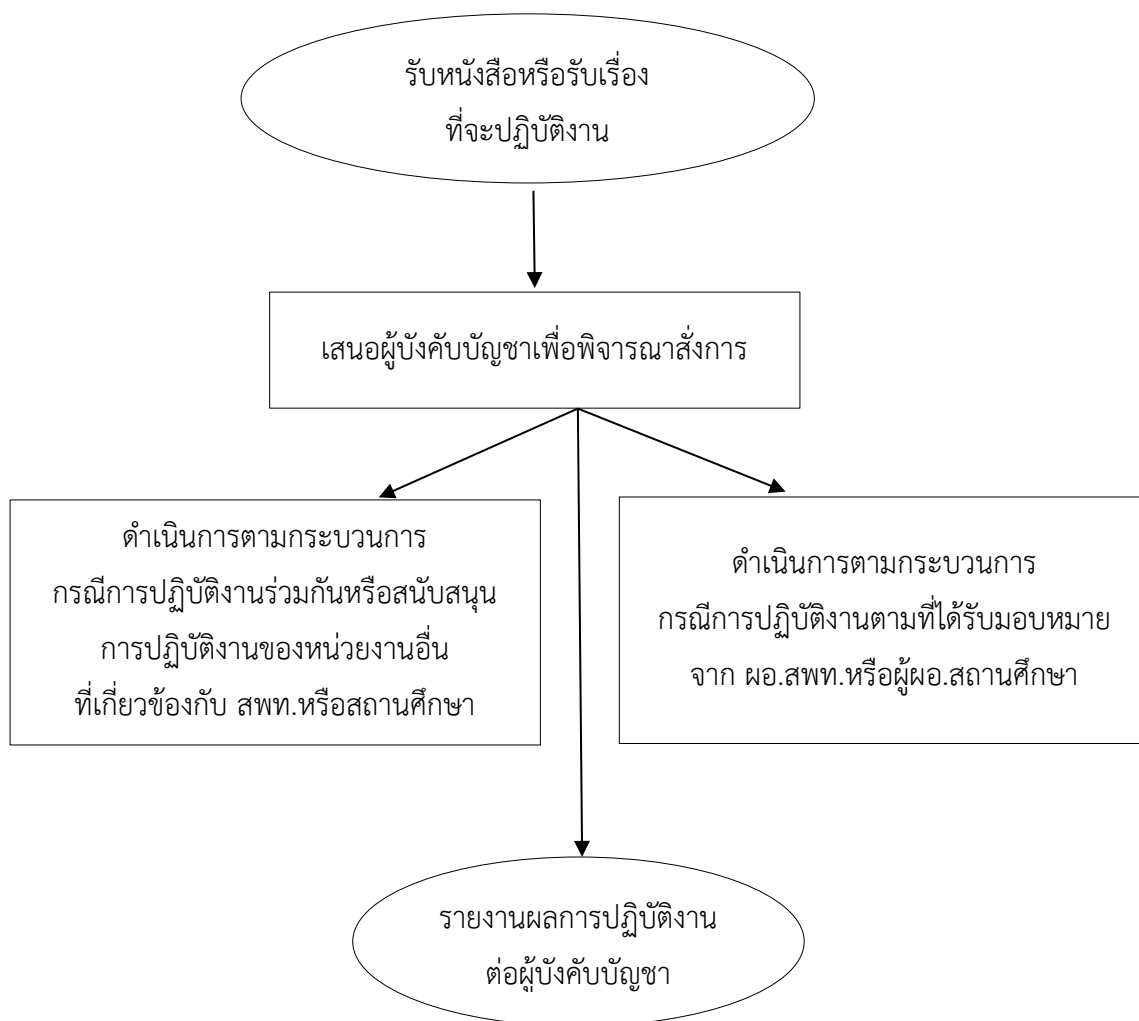 รับหนังสือหรือรับเรื่อง
ที่จะปฏิบัติงาน
เสนอผู้บังคับบัญชาเพื่อพิจารณาสั่งการ
ดำเนินการตามกระบวนการ
กรณีการปฏิบัติงานร่วมกันหรือสนับสนุน
การปฏิบัติงานของหน่วยงานอื่น
ที่เกี่ยวข้องกับ สพท.หรือสถานศึกษา
ดำเนินการตามกระบวนการ
กรณีการปฏิบัติงานตามที่ได้รับมอบหมาย
จาก ผอ.สพท.หรือผู้ผอ.สถานศึกษา
รายงานผลการปฏิบัติงาน
ต่อผู้บังคับบัญชา